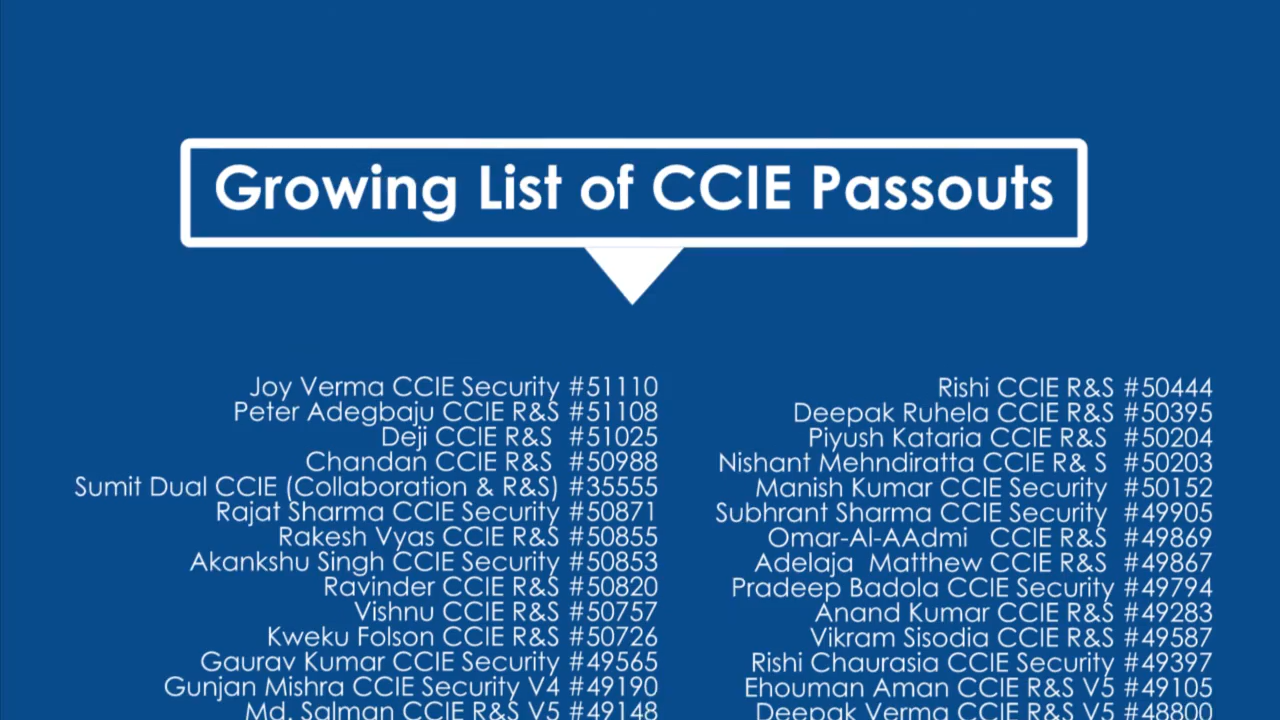 Growing List of CCIE Passouts
Joy Verma CCIE Security #51110
Peter Adegbaju CCIE R&S #51108
Deji CCIE R&S #51025
Chandan CCIE R&S #50988
Sumit Dual CCIE (Collaboration & R&S) #35555
Rajat Sharma CCIE Security #50871
Rakesh Vyas CCIE R&S #50855
Akankshu Singh CCIE Security #50853
Ravinder CCIE R&S #50820
Vishnu CCIE R&S #50757
Kweku Folson CCIE R&S #50726
Gaurav Kumar CCIE Security #49565
Gunjan Mishra CCIE Security V4 #49190
Md. Salman CCIE R&S V5 #49148
Rishi CCIE R&S #50444
Deepak Ruhela CCIE R&S #50395
Piyush Kataria CCIE R&S #50204
Nishant Mehndiratta CCIE R& S #50203
Manish Kumar CCIE Security #50152
Subhrant Sharma CCIE Security #49905
Omar-Al-AAdmi CCIE R&S #49869
Adelaja Matthew CCIE R&S #49867
Pradeep Badola CCIE Security #49794
Anand Kumar CCIE R&S #49283
Vikram Sisodia CCIE R&S #49587
Rishi Chaurasia CCIE Security #49397
Ehouman Aman CCIE R&S V5 #49105
Deepak Verma CCIE R&S V5 #48800